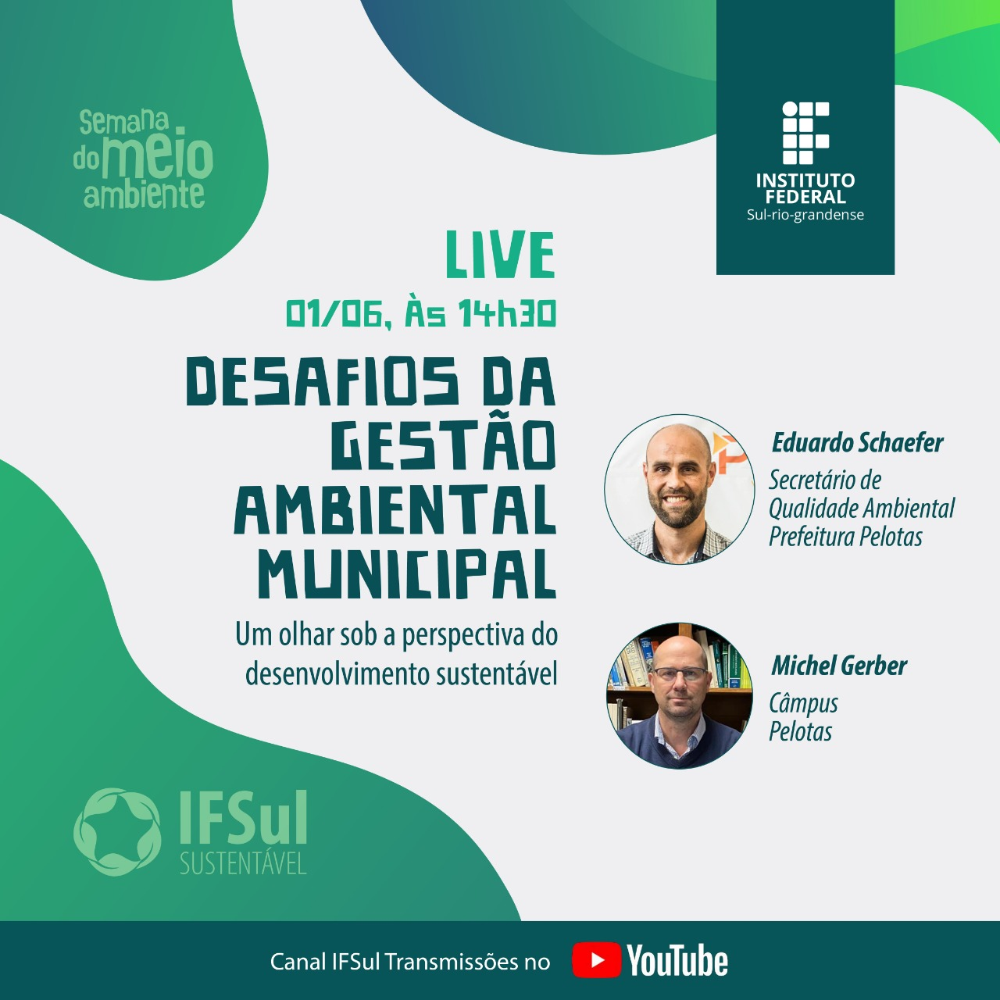 Semana
do meio
ambiente
INSTITUTO
FEDERAL
Sul-rio-grandense
LIVE
01/06, Às 14h30
DESAFIOS DA
GESTÃO
AMBIENTAL
MUNICIPAL
Um olhar sob a perspectiva do
desenvolvimento sustentável
Eduardo Schaefer
Secretário de
Qualidade Ambiental
Prefeitura Pelotas
Michel Gerber
Câmpus
Pelotas
IFSul
SUSTENTÁVEL
Canal IFSul Transmissões no YouTube